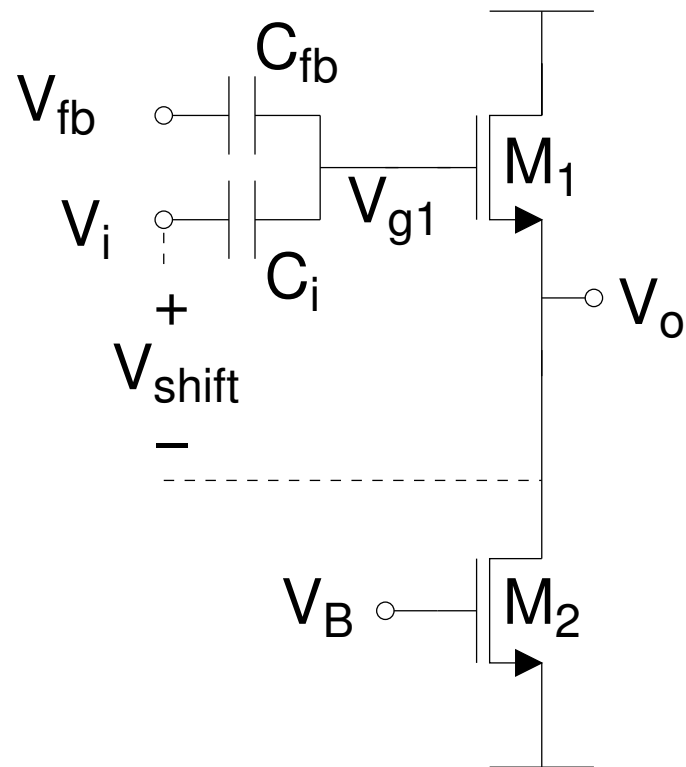 C_fb
V_fb
M_1
V_i
V_g1
C_i
+
V_o
V_shift
−
V_B
M_2